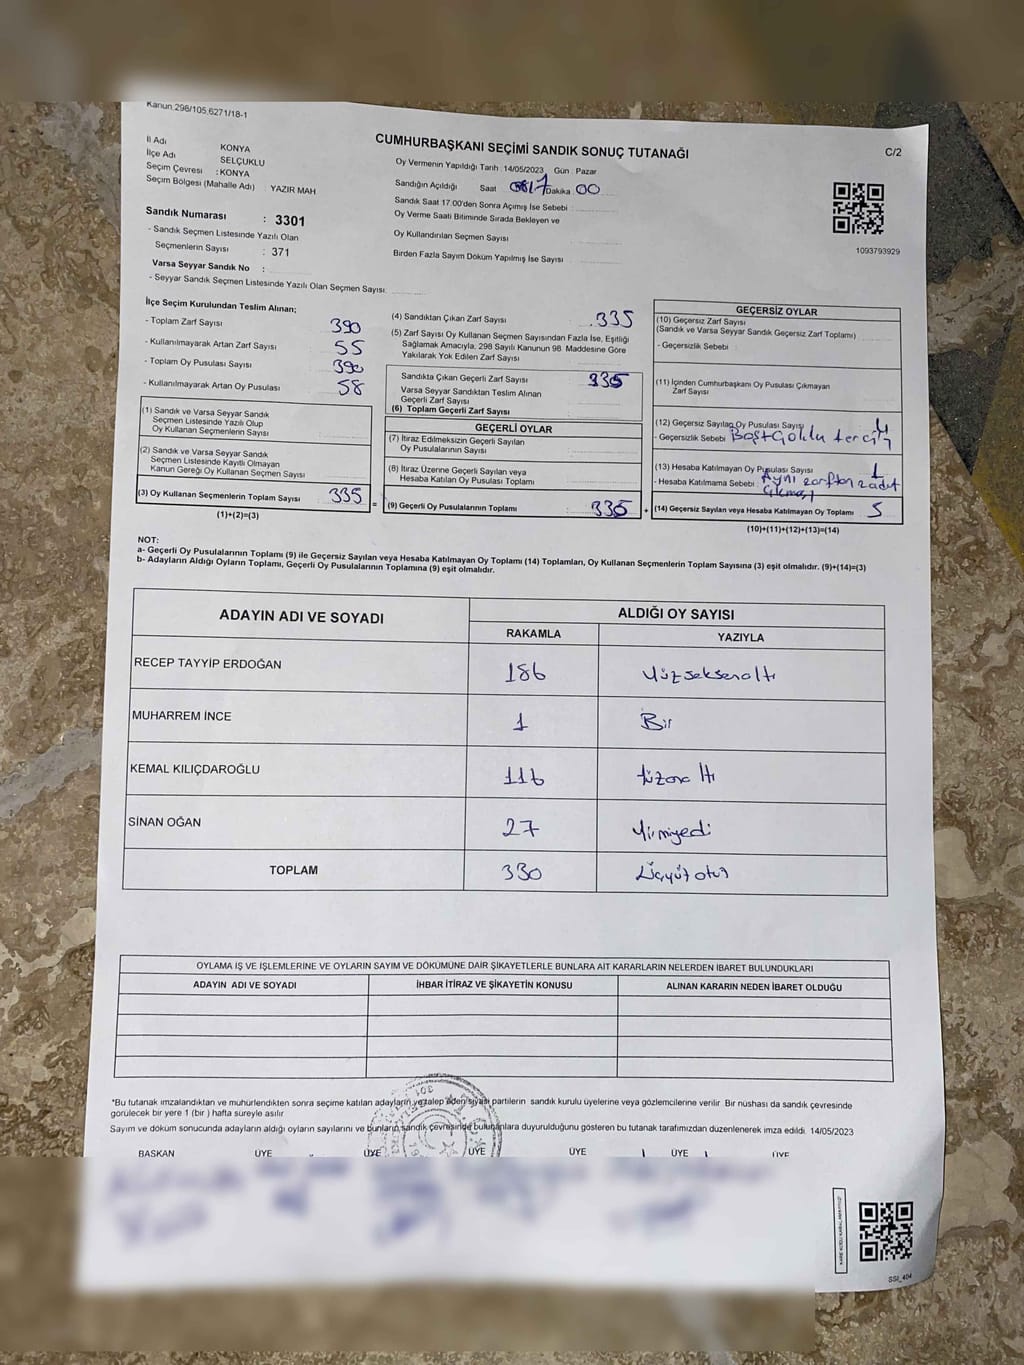 Kanun 298/105,6271/18-1
CUMHURBAŞKANI SEÇİMİ SANDIK SONUÇ TUTANAĞI
C/2
İl Adı KONYA
İlçe Adı SELÇUKLU
Seçim Çevresi : KONYA
Seçim Bölgesi (Mahalle Adı) YAZIR MAH
Sandık Numarası : 3301
- Sandık Seçmen Listesinde Yazılı Olan
Seçmenlerin Sayısı : 371
Varsa Seyyar Sandık No :
- Seyyar Sandık Seçmen Listesinde Yazılı Olan Seçmen Sayısı:
Oy Vermenin Yapıldığı Tarih 14/05/2023 Gün Pazar
Sandığın Açıldığı Saat 17 Dakika 00
Sandık Saat 17.00'den Sonra Açımış İse Sebebi
Oy Verme Saati Bitiminde Sırada Bekleyen ve
Oy Kullandırılan Seçmen Sayısı
Birden Fazla Sayım Döküm Yapılmış İse Sayısı
1093793929
İlçe Seçim Kurulundan Teslim Alınan;
- Toplam Zarf Sayısı 390
- Kullanılmayarak Artan Zarf Sayısı 55
- Toplam Oy Pusulası Sayısı 390
- Kullanılmayarak Artan Oy Pusulası 58
(1) Sandık ve Varsa Seyyar Sandık
Seçmen Listesinde Yazılı Olup
Oy Kullanan Seçmenlerin Sayısı
(2) Sandık ve Varsa Seyyar Sandık
Seçmen Listesinde Kayıtlı Olmayan
Kanun Gereği Oy Kullanan Seçmen Sayısı
(3) Oy Kullanan Seçmenlerin Toplam Sayısı 335
(1)+(2)=(3)
(4) Sandıktan Çıkan Zarf Sayısı 335
(5) Zarf Sayısı Oy Kullanan Seçmen Sayısından Fazla İse, Eşitliği
Sağlamak Amacıyla, 298 Sayılı Kanunun 98. Maddesine Göre
Yakılarak Yok Edilen Zarf Sayısı
Sandıkta Çıkan Geçerli Zarf Sayısı 335
Varsa Seyyar Sandıktan Teslim Alınan
Geçerli Zarf Sayısı
(6) Toplam Geçerli Zarf Sayısı
GEÇERLİ OYLAR
(7) İtiraz Edilmeksizin Geçerli Sayılan
Oy Pusulalarının Sayısı
(8) İtiraz Üzerine Geçerli Sayılan veya
Hesaba Katılan Oy Pusulası Toplamı
= (9) Geçerli Oy Pusulalarının Toplamı 335
GEÇERSİZ OYLAR
(10) Geçersiz Zarf Sayısı
(Sandık ve Varsa Seyyar Sandık Geçersiz Zarf Toplamı)
- Geçersizlik Sebebi
(11) İçinden Cumhurbaşkanı Oy Pusulası Çıkmayan
Zarf Sayısı
(12) Geçersiz Sayılan Oy Pusulası Sayısı 4
- Geçersizlik Sebebi Boş+Çoklu tercih
(13) Hesaba Katılmayan Oy Pusulası Sayısı 1
- Hesaba Katılmama Sebebi Aynı zarftan 2 adet
çıkması
+ (14) Geçersiz Sayılan veya Hesaba Katılmayan Oy Toplamı 5
(10)+(11)+(12)+(13)=(14)
NOT:
a- Geçerli Oy Pusulalarının Toplamı (9) ile Geçersiz Sayılan veya Hesaba Katılmayan Oy Toplamı (14) Toplamları, Oy Kullanan Seçmenlerin Toplam Sayısına (3) eşit olmalıdır. (9)+(14)=(3)
b- Adayların Aldığı Oyların Toplamı, Geçerli Oy Pusulalarının Toplamına (9) eşit olmalıdır.
ADAYIN ADI VE SOYADI ALDIĞI OY SAYISI
RAKAMLA YAZIYLA
RECEP TAYYİP ERDOĞAN 186 Yüzseksenaltı
MUHARREM İNCE 1 Bir
KEMAL KILIÇDAROĞLU 116 Yüzonaltı
SİNAN OĞAN 27 Yirmiyedi
TOPLAM 330 Üçyüzotuz
OYLAMA İŞ VE İŞLEMLERİNE VE OYLARIN SAYIM VE DÖKÜMÜNE DAİR ŞİKAYETLERLE BUNLARA AİT KARARLARIN NELERDEN İBARET BULUNDUKLARI
ADAYIN ADI VE SOYADI İHBAR İTİRAZ VE ŞİKAYETİN KONUSU ALINAN KARARIN NEDEN İBARET OLDUĞU
*Bu tutanak imzalandıktan ve mühürlendikten sonra seçime katılan adayların ve talep eden siyasi partilerin sandık kurulu üyelerine veya gözlemcilerine verilir. Bir nüshası da sandık çevresinde
görülecek bir yere 1 (bir) hafta süreyle asılır
Sayım ve döküm sonucunda adayların aldığı oyların sayılarını ve bunların sandık çevresinde bulunanlara duyurulduğunu gösteren bu tutanak tarafımızdan düzenlenerek imza edildi. 14/05/2023
BAŞKAN ÜYE ÜYE ÜYE ÜYE ÜYE ÜYE
SSI_404